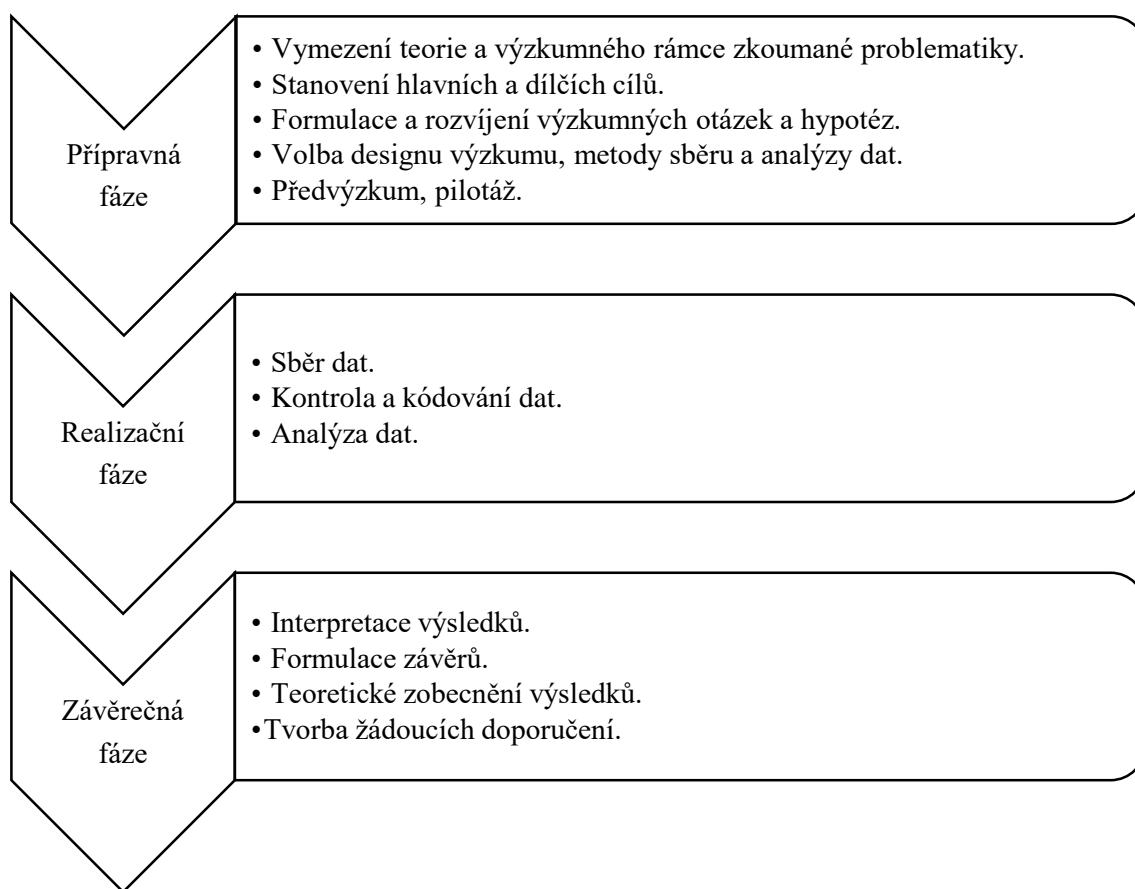 Přípravná
fáze
• Vymezení teorie a výzkumného rámce zkoumané problematiky.
• Stanovení hlavních a dílčích cílů.
• Formulace a rozvíjení výzkumných otázek a hypotéz.
• Volba designu výzkumu, metody sběru a analýzy dat.
• Předvýzkum, pilotáž.
Realizační
fáze
• Sběr dat.
• Kontrola a kódování dat.
• Analýza dat.
Závěrečná
fáze
• Interpretace výsledků.
• Formulace závěrů.
• Teoretické zobecnění výsledků.
•Tvorba žádoucích doporučení.